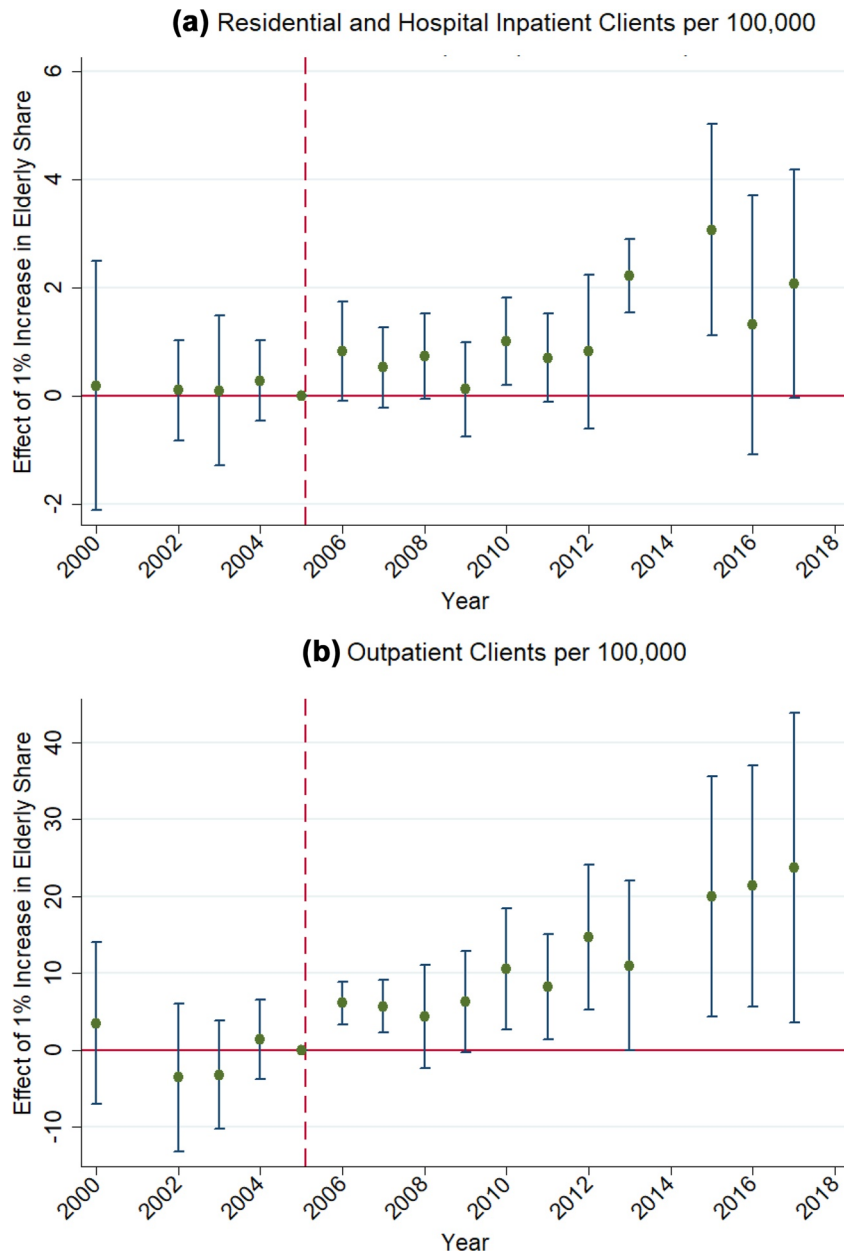 (a) Residential and Hospital Inpatient Clients per 100,000
Effect of 1% Increase in Elderly Share
6
4
2
0
-2
2000 2002 2004 2006 2008 2010 2012 2014 2016 2018
Year
(b) Outpatient Clients per 100,000
Effect of 1% Increase in Elderly Share
40
30
20
10
0
-10
2000 2002 2004 2006 2008 2010 2012 2014 2016 2018
Year